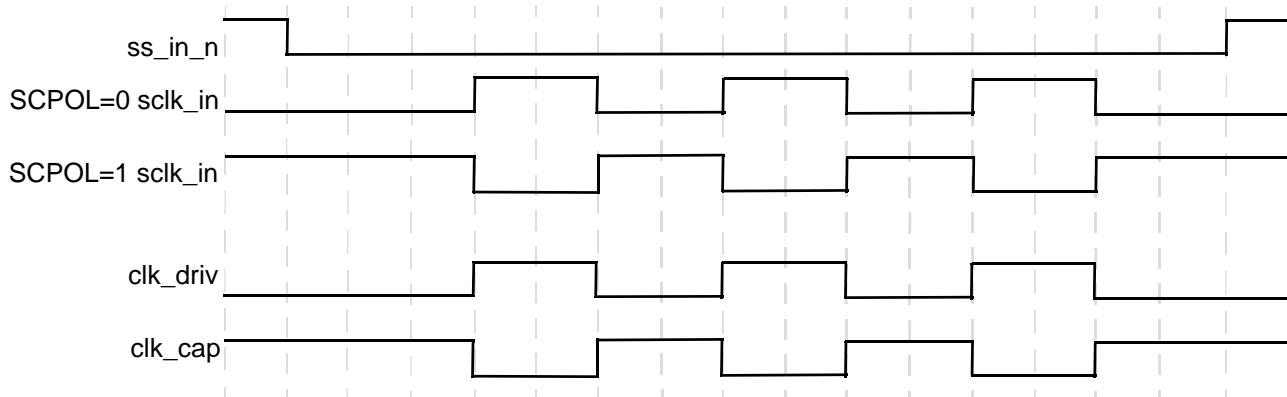 ss_in_n
SCPOL=0 sclk_in
SCPOL=1 sclk_in
clk_driv
clk_cap